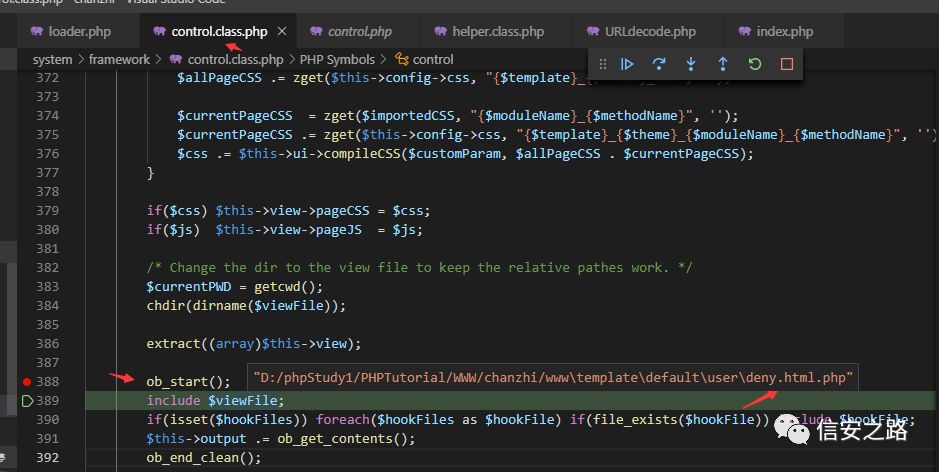 control.class.php - chanzhi - Visual Studio Code
loader.php control.class.php × control.php helper.class.php URLdecode.php index.php
system > framework > control.class.php > PHP Symbols > control
372 $allPageCSS .= zget($this->config->css, "{$template}_
373
374 $currentPageCSS  = zget($importedCSS, "{$moduleName}_{$methodName}", '');
375 $currentPageCSS .= zget($this->config->css, "{$template}_{$theme}_{$moduleName}_{$methodName}", '')
376 $css .= $this->ui->compileCSS($customParam, $allPageCSS . $currentPageCSS);
377 }
378
379 if($css) $this->view->pageCSS = $css;
380 if($js)  $this->view->pageJS  = $js;
381
382 /* Change the dir to the view file to keep the relative pathes work. */
383 $currentPWD = getcwd();
384 chdir(dirname($viewFile));
385
386 extract((array)$this->view);
387
388 ob_start(); "D:/phpStudy1/PHPTutorial/WWW/chanzhi/www\template\default\user\deny.html.php"
389 include $viewFile;
390 if(isset($hookFiles)) foreach($hookFiles as $hookFile) if(file_exists($hookFile)) include $hookFile;
391 $this->output .= ob_get_contents();
392 ob_end_clean();
信安之路